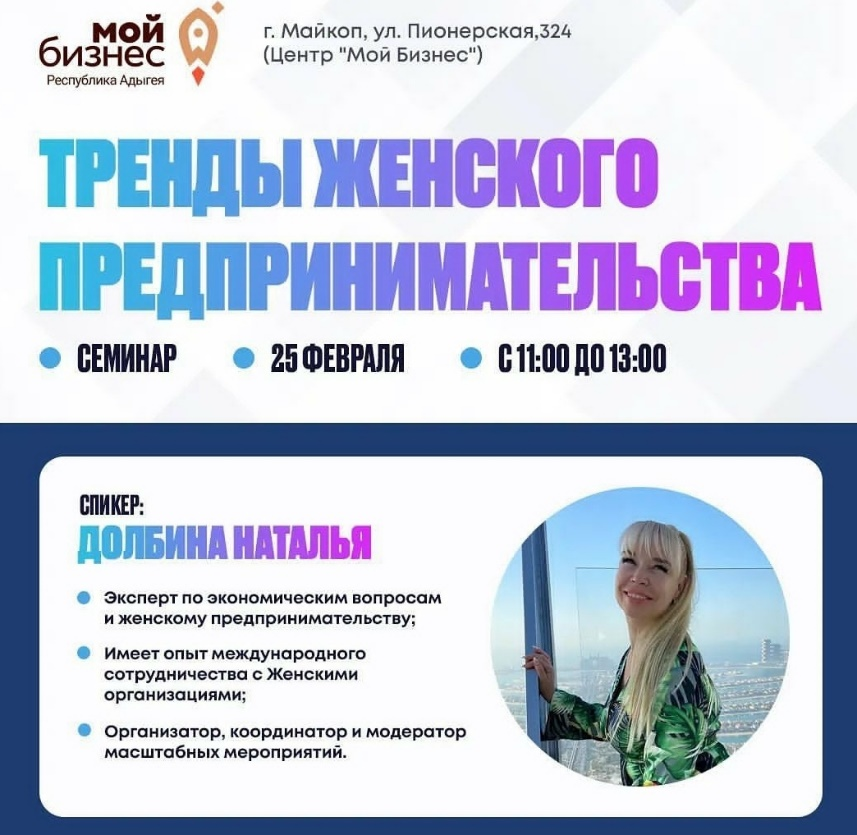 мой
бизнес
Республика Адыгея
г. Майкоп, ул. Пионерская,324
(Центр "Мой Бизнес")
ТРЕНДЫ ЖЕНСКОГО
ПРЕДПРИНИМАТЕЛЬСТВА
СЕМИНАР
25 ФЕВРАЛЯ
С 11:00 ДО 13:00
СПИКЕР:
ДОЛБИНА НАТАЛЬЯ
Эксперт по экономическим вопросам
и женскому предпринимательству;
Имеет опыт международного
сотрудничества с Женскими
организациями;
Организатор, координатор и модератор
масштабных мероприятий.